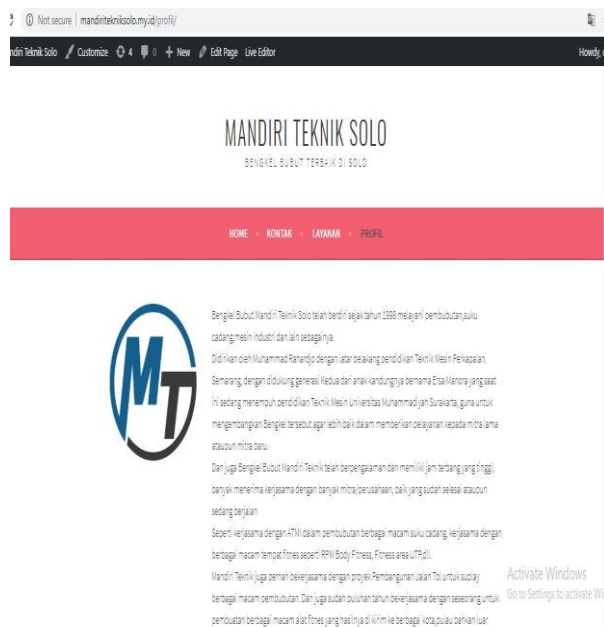 Not secure | mandiritekniksolo.my.id/profil/
ndiri Teknik Solo Customize 4 0 New Edit Page Live Editor Howdy,
MANDIRI TEKNIK SOLO
BENGKEL BUBUT TERBAIK DI SOLO
HOME KONTAK LAYANAN PROFIL
MT
Bengkel Bubut Mandiri Teknik Solo telah berdiri sejak tahun 1998 melayani pembubutan,suku
cadang,mesin industri dan lain sebagainya.
Didirikan oleh Muhammad Rahardjo dengan latar belakang pendidikan Teknik Mesin Perkapalan
Semarang, dengan didukung generasi Kedua dari anak kandungnya bernama Ersa Manora yang saat
ini sedang menempuh pendidikan Teknik Mesin Universitas Muhammadiyah Surakarta, guna untuk
mengembangkan Bengkel tersebut agar lebih baik dalam memberikan pelayanan kepada mitra lama
ataupun mitra baru.
Dan juga Bengkel Bubut Mandiri Teknik telah berpengalaman dan memiliki jam terbang yang tinggi,
banyak menerima kerjasama dengan banyak mitra/perusahaan, baik yang sudah selesai ataupun
sedang berjalan
Seperti kerjasama dengan ATMI dalam pembubutan berbagai macam suku cadang, kerjasama dengan
berbagai macam tempat fitnes seperti RPM Body Fitness, Fitness area UTP,dll.
Mandiri Teknik juga pernah bekerjasama dengan proyek Pembangunan Jalan Tol untuk suplay
berbagai macam pembubutan. Dan juga sudah puluhan tahun bekerjasama dengan seseorang untuk
pembuatan berbagai macam alat fitnes yang hasilnya di kirim ke berbagai kota,pulau bahkan luar
Activate Windows
Go to Settings to activate Wi